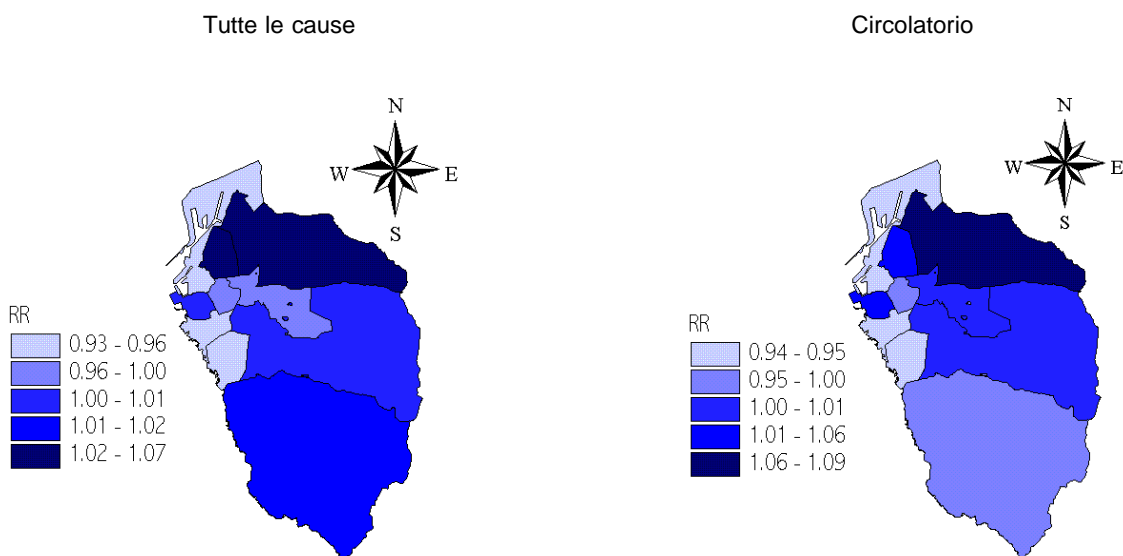 Tutte le cause
Circolatorio
N
W E
S
N
W E
S
RR
0.93 - 0.96
0.96 - 1.00
1.00 - 1.01
1.01 - 1.02
1.02 - 1.07
RR
0.94 - 0.95
0.95 - 1.00
1.00 - 1.01
1.01 - 1.06
1.06 - 1.09